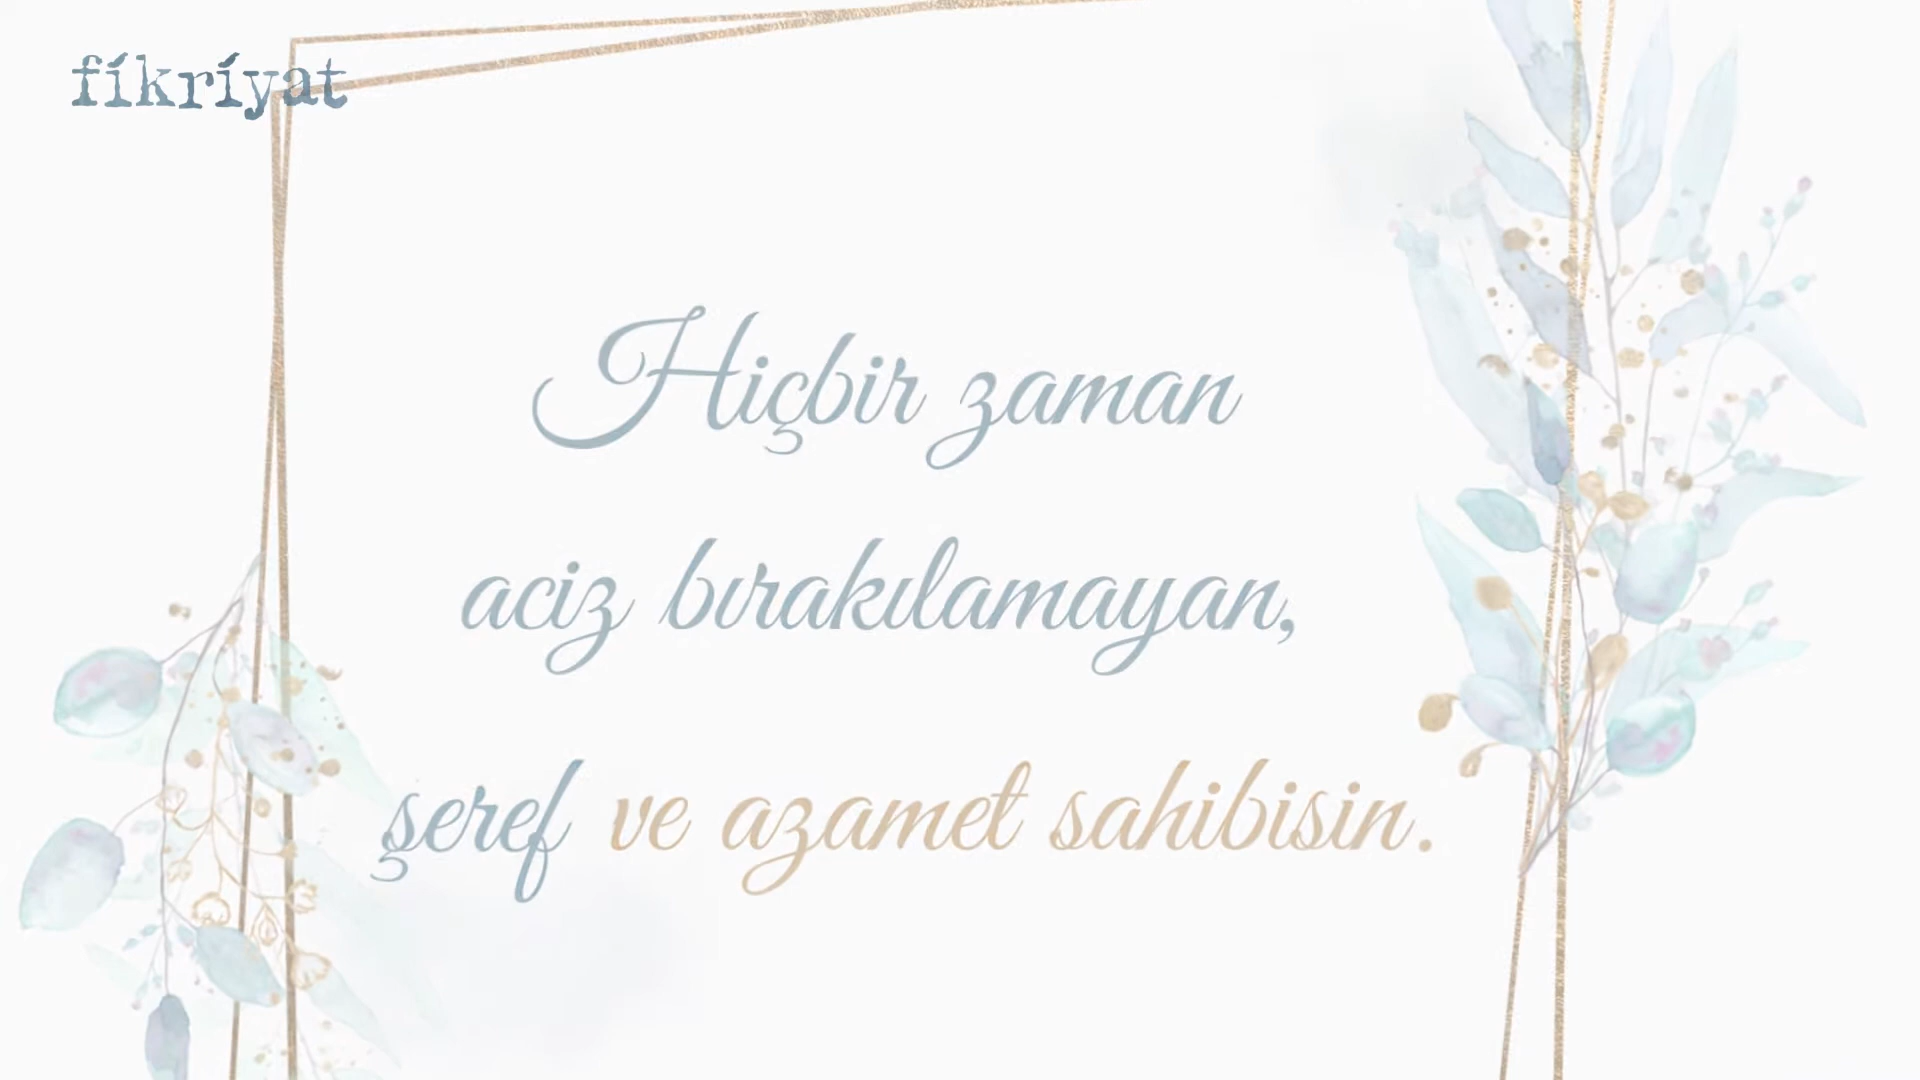 fikriyat
Hiçbir zaman
aciz bırakılamayan,
şeref ve azamet sahibisin.